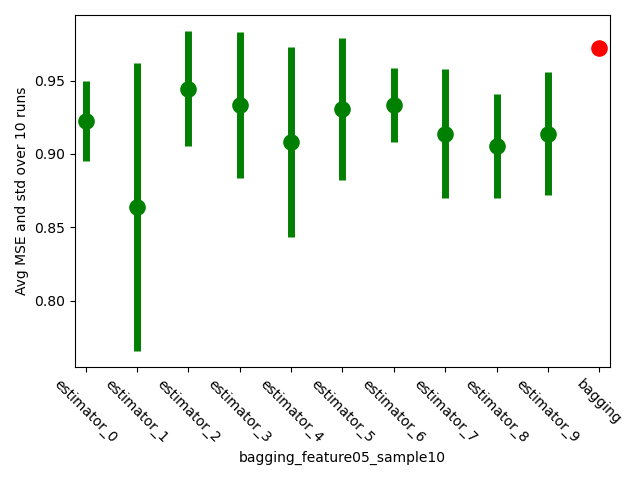 Avg MSE and std over 10 runs
0.95
0.90
0.85
0.80
estimator_0
estimator_1
estimator_2
estimator_3
estimator_4
estimator_5
estimator_6
estimator_7
estimator_8
estimator_9
bagging
bagging_feature05_sample10